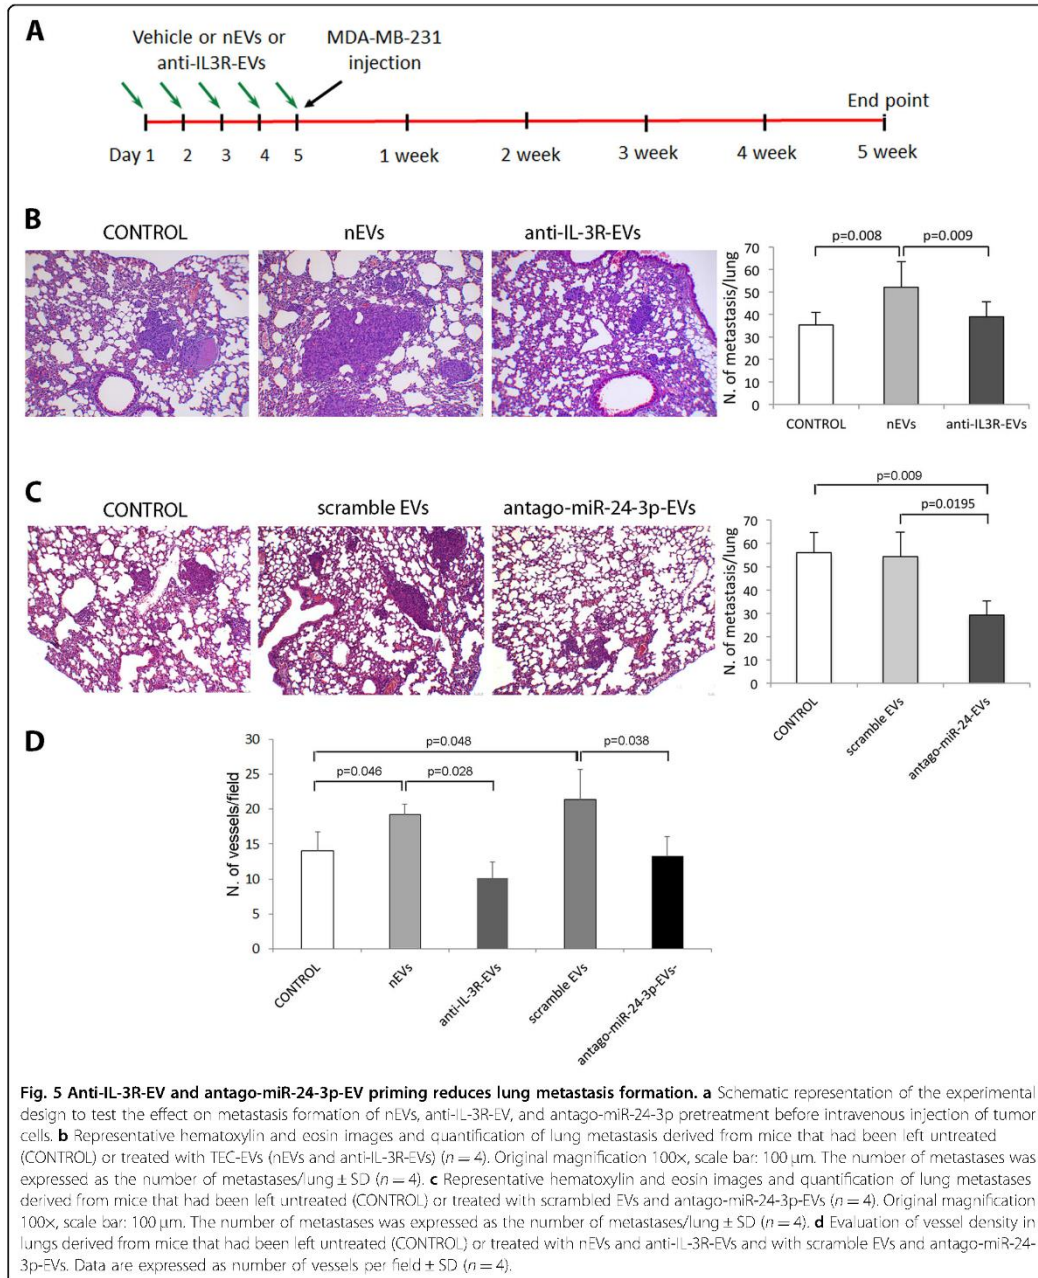 A
Vehicle or nEVs or
anti-IL3R-EVs
MDA-MB-231
injection
End point
Day 1
2
3
4
5
1 week
2 week
3 week
4 week
5 week
B
CONTROL
nEVs
anti-IL-3R-EVs
N. of metastasis/lung
70
60
50
40
30
20
10
0
p=0.008
p=0.009
CONTROL
nEVs
anti-IL3R-EVs
C
CONTROL
scramble EVs
antago-miR-24-3p-EVs
N. of metastasis/lung
70
60
50
40
30
20
10
0
p=0.009
p=0.0195
CONTROL
scramble EVs
antago-miR-24-EVs
D
N. of vessels/field
30
25
20
15
10
5
0
p=0.048
p=0.038
p=0.046
p=0.028
CONTROL
nEVs
anti-IL-3R-EVs
scramble EVs
antago-miR-24-3p-EVs-
Fig. 5 Anti-IL-3R-EV and antago-miR-24-3p-EV priming reduces lung metastasis formation. a Schematic representation of the experimental
design to test the effect on metastasis formation of nEVs, anti-IL-3R-EV, and antago-miR-24-3p pretreatment before intravenous injection of tumor
cells. b Representative hematoxylin and eosin images and quantification of lung metastasis derived from mice that had been left untreated
(CONTROL) or treated with TEC-EVs (nEVs and anti-IL-3R-EVs) (n = 4). Original magnification 100×, scale bar: 100 μm. The number of metastases was
expressed as the number of metastases/lung ± SD (n = 4). c Representative hematoxylin and eosin images and quantification of lung metastases
derived from mice that had been left untreated (CONTROL) or treated with scrambled EVs and antago-miR-24-3p-EVs (n = 4). Original magnification
100×, scale bar: 100 μm. The number of metastases was expressed as the number of metastases/lung ± SD (n = 4). d Evaluation of vessel density in
lungs derived from mice that had been left untreated (CONTROL) or treated with nEVs and anti-IL-3R-EVs and with scramble EVs and antago-miR-24-
3p-EVs. Data are expressed as number of vessels per field ± SD (n = 4).